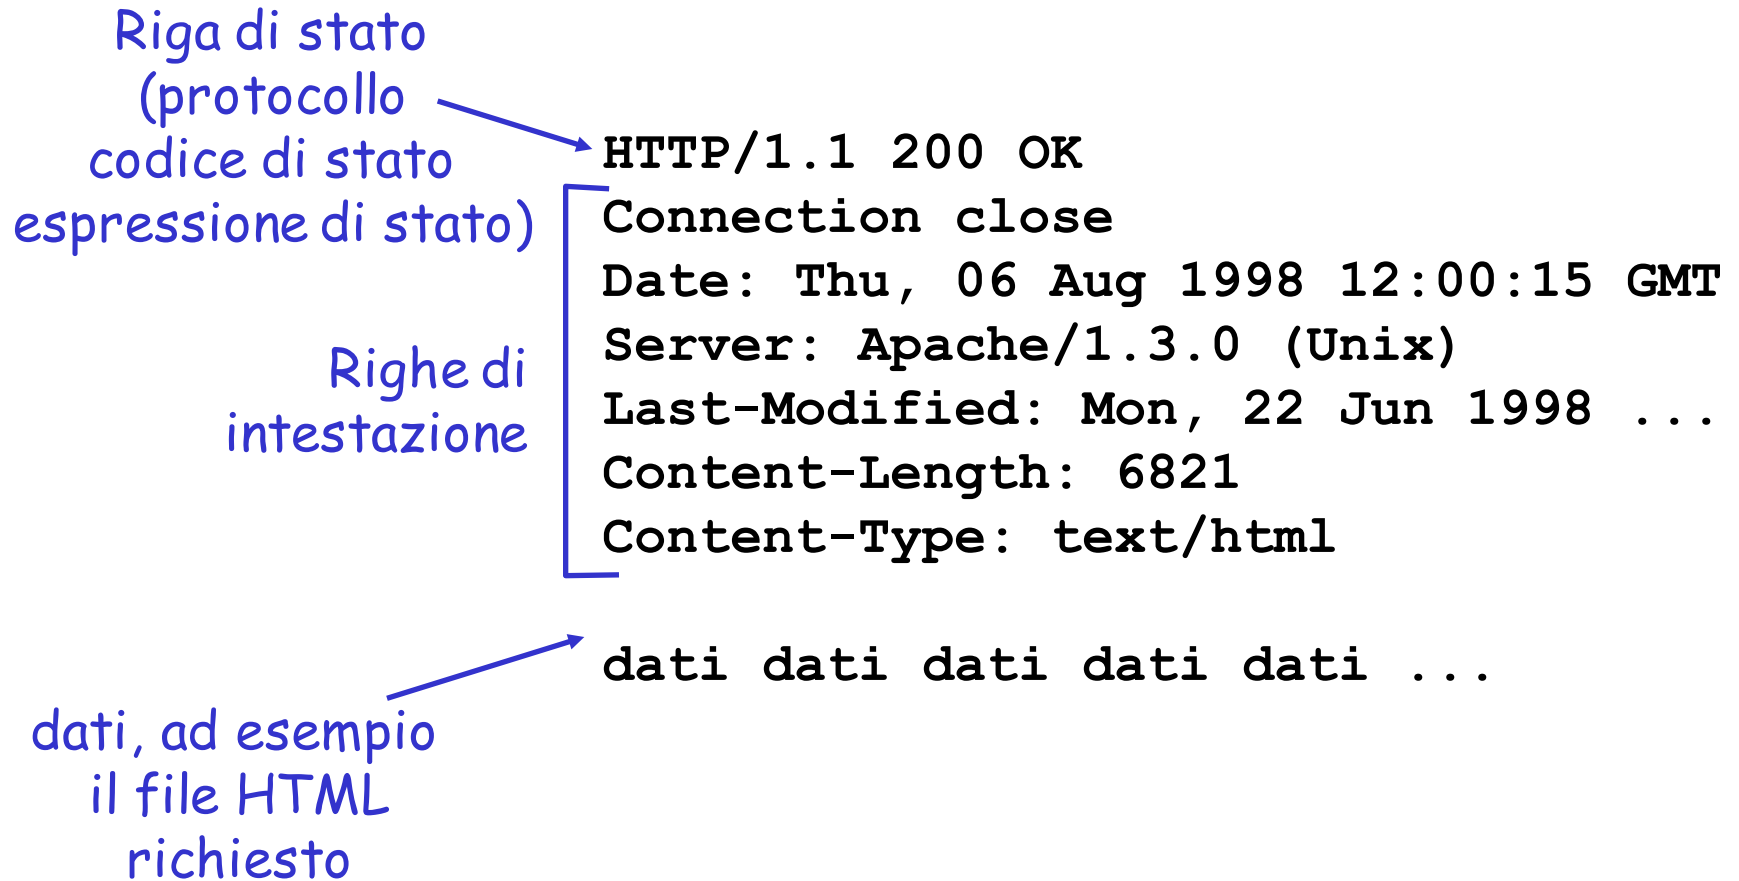 Riga di stato
(protocollo
codice di stato
espressione di stato)
HTTP/1.1 200 OK
Connection close
Date: Thu, 06 Aug 1998 12:00:15 GMT
Server: Apache/1.3.0 (Unix)
Last-Modified: Mon, 22 Jun 1998 ...
Content-Length: 6821
Content-Type: text/html
Righe di
intestazione
dati dati dati dati dati ...
dati, ad esempio
il file HTML
richiesto